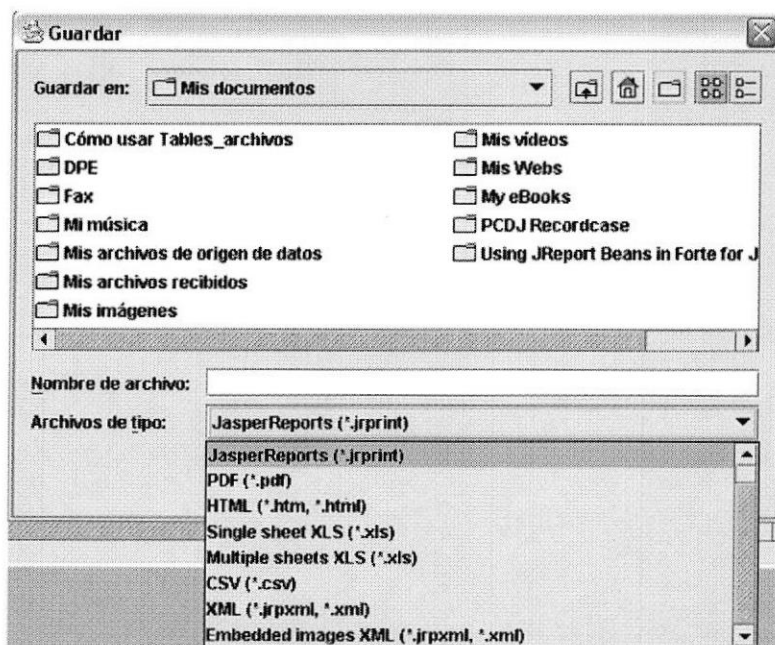 Guardar
Guardar en: Mis documentos
Cómo usar Tables_archivos
DPE
Fax
Mi música
Mis archivos de origen de datos
Mis archivos recibidos
Mis imágenes
Mis vídeos
Mis Webs
My eBooks
PCDJ Recordcase
Using JReport Beans in Forte for J
Nombre de archivo:
Archivos de tipo: JasperReports (*.jrprint)
JasperReports (*.jrprint)
PDF (*.pdf)
HTML (*.htm, *.html)
Single sheet XLS (*.xls)
Multiple sheets XLS (*.xls)
CSV (*.csv)
XML (*.jrpxml, *.xml)
Embedded images XML (*.jrpxml, *.xml)